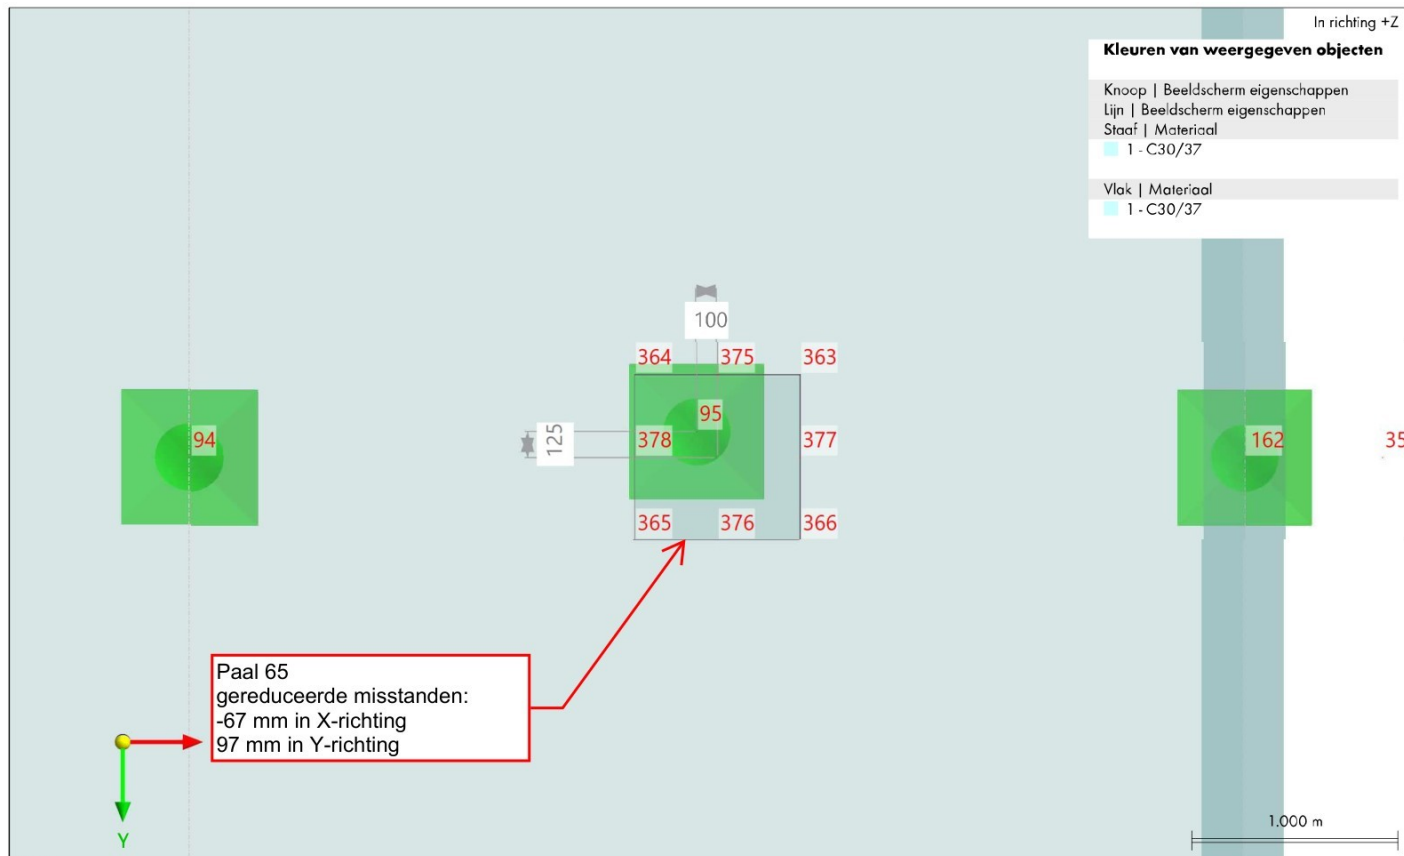 In richting +Z
Kleuren van weergegeven objecten
Knoop | Beeldscherm eigenschappen
Lijn | Beeldscherm eigenschappen
Staaf | Materiaal
1 - C30/37
Vlak | Materiaal
1 - C30/37
100
364 375 363
95
94 125 378 377 162 35
365 376 366
Paal 65
gereduceerde misstanden:
-67 mm in X-richting
97 mm in Y-richting
Y
1.000 m